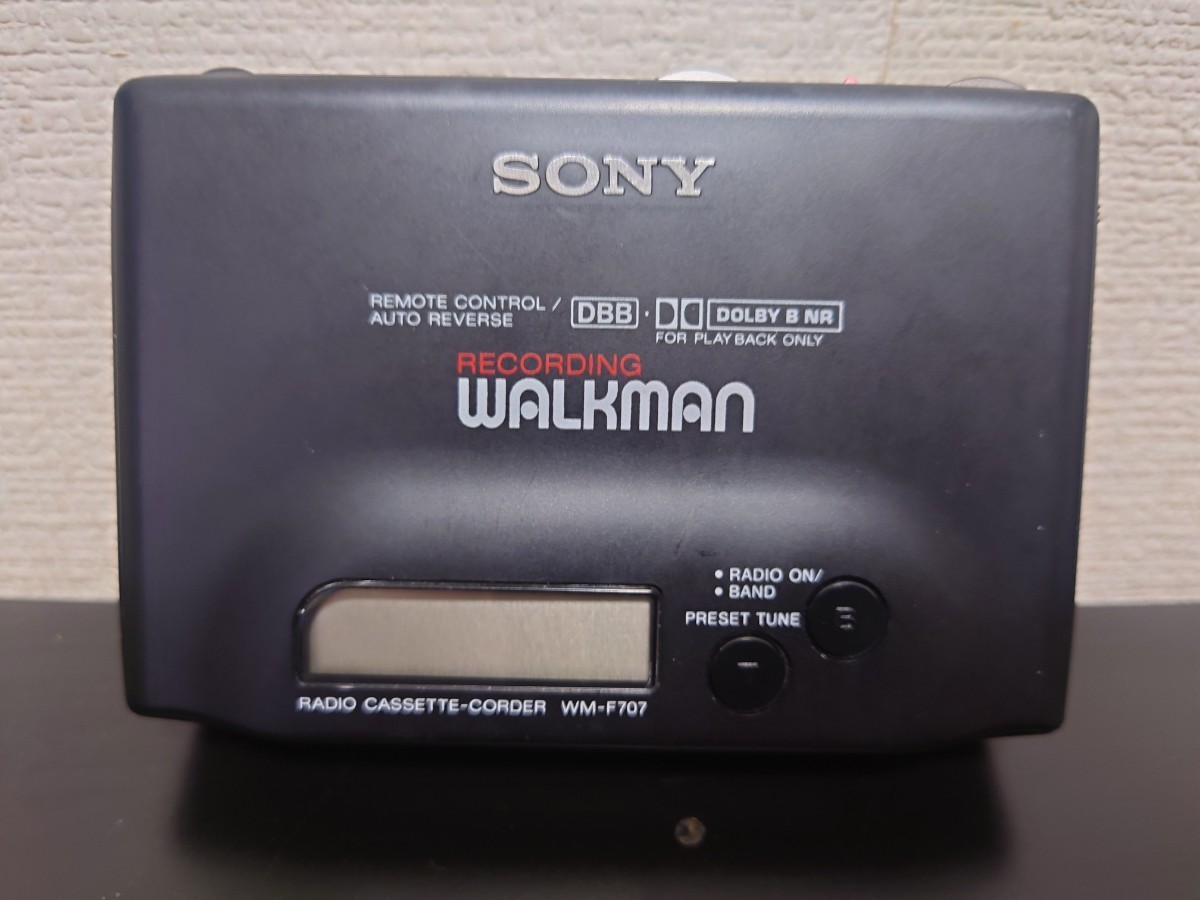 SONY
REMOTE CONTROL /
AUTO REVERSE
DBB · DOLBY B NR
FOR PLAYBACK ONLY
RECORDING
WALKMAN
• RADIO ON/
• BAND
PRESET TUNE
RADIO CASSETTE-CORDER WM-F707